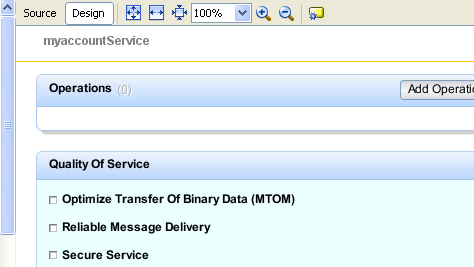 Source Design 100%
myaccountService
Operations (0) Add Operatio
Quality Of Service
Optimize Transfer Of Binary Data (MTOM)
Reliable Message Delivery
Secure Service